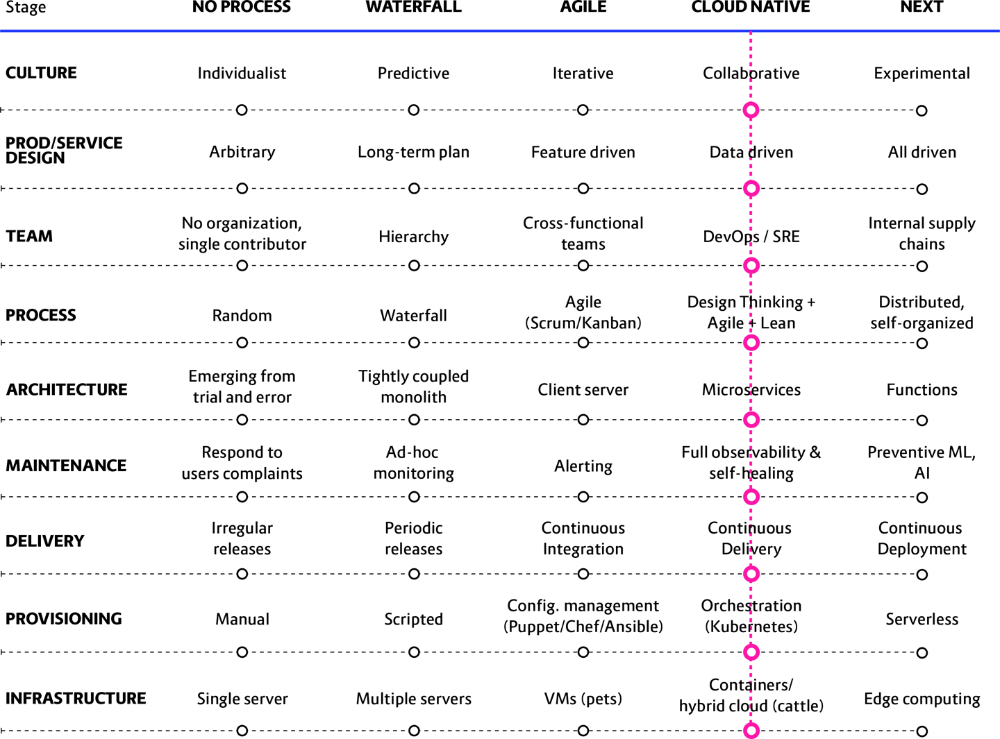 Stage NO PROCESS WATERFALL AGILE CLOUD NATIVE NEXT
CULTURE Individualist Predictive Iterative Collaborative Experimental
PROD/SERVICE
DESIGN Arbitrary Long-term plan Feature driven Data driven All driven
No organization, Cross-functional Internal supply
TEAM single contributor Hierarchy teams DevOps / SRE chains
Agile Design Thinking + Distributed,
PROCESS Random Waterfall (Scrum/Kanban) Agile + Lean self-organized
Emerging from Tightly coupled
ARCHITECTURE trial and error monolith Client server Microservices Functions
Respond to Ad-hoc Full observability & Preventive ML,
MAINTENANCE users complaints monitoring Alerting self-healing AI
Irregular Periodic Continuous Continuous Continuous
DELIVERY releases releases Integration Delivery Deployment
Config. management Orchestration
PROVISIONING Manual Scripted (Puppet/Chef/Ansible) (Kubernetes) Serverless
Containers/
INFRASTRUCTURE Single server Multiple servers VMs (pets) hybrid cloud (cattle) Edge computing